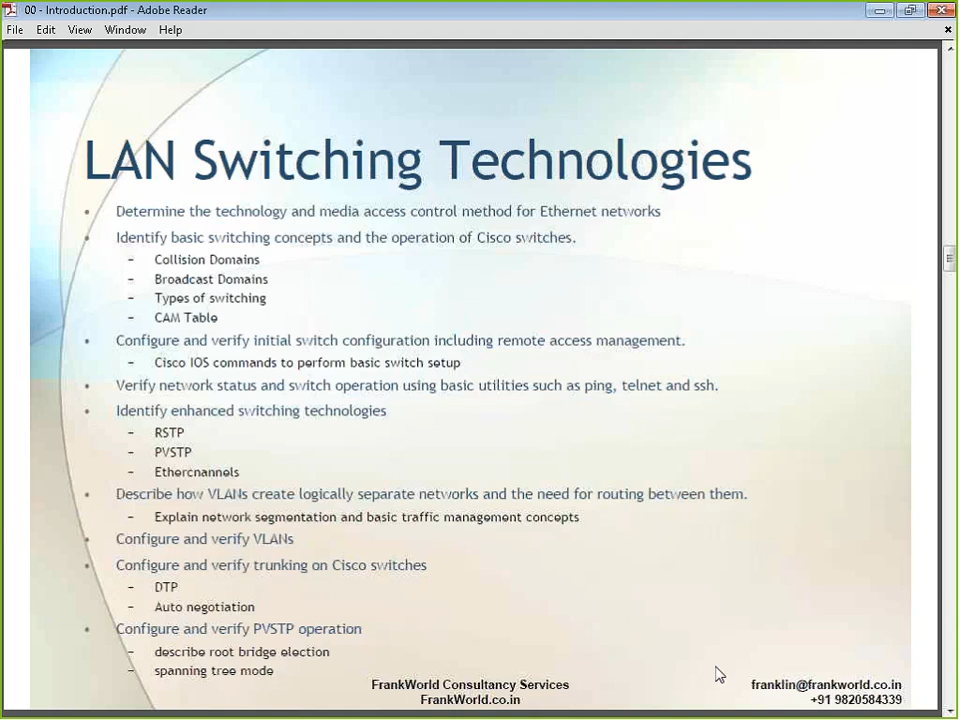 00 - Introduction.pdf - Adobe Reader
File Edit View Window Help
LAN Switching Technologies
• Determine the technology and media access control method for Ethernet networks
• Identify basic switching concepts and the operation of Cisco switches.
– Collision Domains
– Broadcast Domains
– Types of switching
– CAM Table
• Configure and verify initial switch configuration including remote access management.
– Cisco IOS commands to perform basic switch setup
• Verify network status and switch operation using basic utilities such as ping, telnet and ssh.
• Identify enhanced switching technologies
– RSTP
– PVSTP
– Ethercnannels
• Describe how VLANs create logically separate networks and the need for routing between them.
– Explain network segmentation and basic traffic management concepts
• Configure and verify VLANs
• Configure and verify trunking on Cisco switches
– DTP
– Auto negotiation
• Configure and verify PVSTP operation
– describe root bridge election
– spanning tree mode
FrankWorld Consultancy Services
FrankWorld.co.in
franklin@frankworld.co.in
+91 9820584339